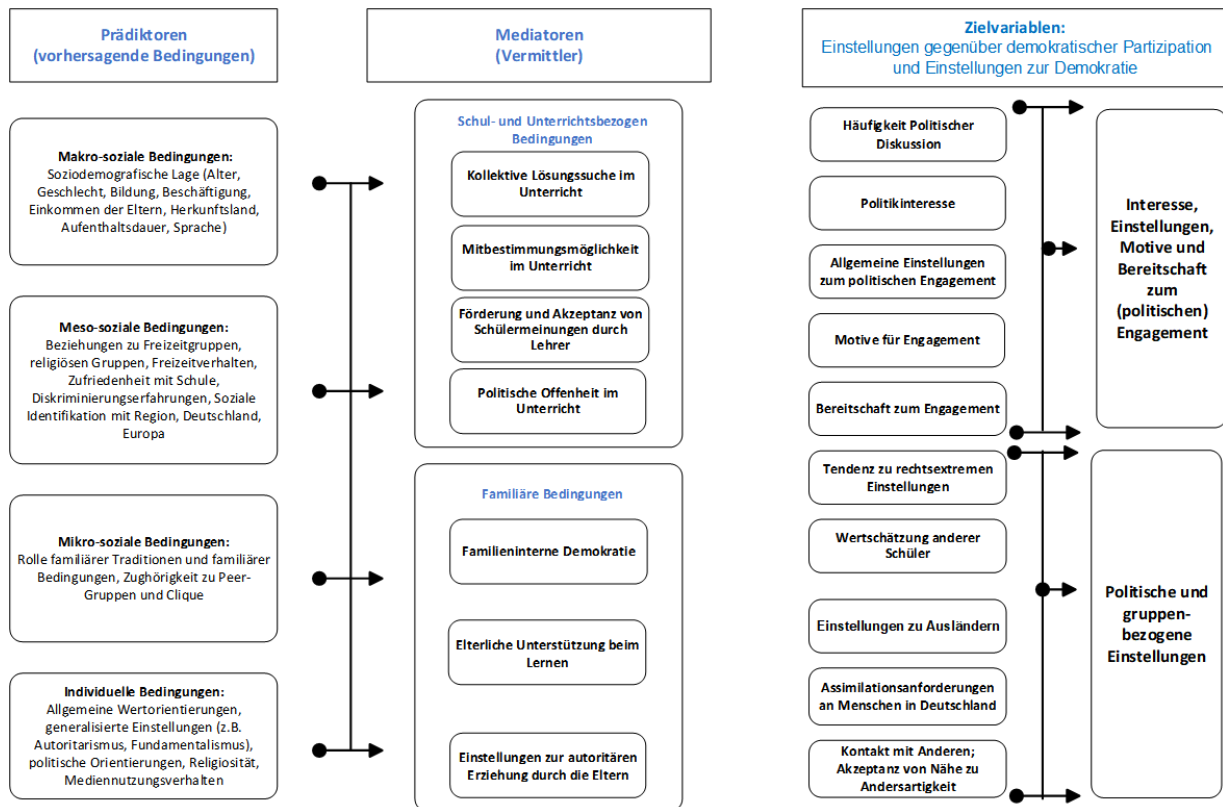 Prädiktoren
(vorhersagende Bedingungen)
Makro-soziale Bedingungen:
Soziodemografische Lage (Alter,
Geschlecht, Bildung, Beschäftigung,
Einkommen der Eltern, Herkunftsland,
Aufenthaltsdauer, Sprache)
Meso-soziale Bedingungen:
Beziehungen zu Freizeitgruppen,
religiösen Gruppen, Freizeitverhalten,
Zufriedenheit mit Schule,
Diskriminierungserfahrungen, Soziale
Identifikation mit Region, Deutschland,
Europa
Mikro-soziale Bedingungen:
Rolle familiärer Traditionen und familiärer
Bedingungen, Zughörigkeit zu Peer-
Gruppen und Clique
Individuelle Bedingungen:
Allgemeine Wertorientierungen,
generalisierte Einstellungen (z.B.
Autoritarismus, Fundamentalismus),
politische Orientierungen, Religiosität,
Mediennutzungsverhalten
Mediatoren
(Vermittler)
Schul- und Unterrichtsbezogen
Bedingungen
Kollektive Lösungssuche im
Unterricht
Mitbestimmungsmöglichkeit
im Unterricht
Förderung und Akzeptanz von
Schülermeinungen durch
Lehrer
Politische Offenheit im
Unterricht
Familiäre Bedingungen
Familieninterne Demokratie
Elterliche Unterstützung beim
Lernen
Einstellungen zur autoritären
Erziehung durch die Eltern
Zielvariablen:
Einstellungen gegenüber demokratischer Partizipation
und Einstellungen zur Demokratie
Häufigkeit Politischer
Diskussion
Politikinteresse
Allgemeine Einstellungen
zum politischen Engagement
Motive für Engagement
Bereitschaft zum Engagement
Tendenz zu rechtsextremen
Einstellungen
Wertschätzung anderer
Schüler
Einstellungen zu Ausländern
Assimilationsanforderungen
an Menschen in Deutschland
Kontakt mit Anderen;
Akzeptanz von Nähe zu
Andersartigkeit
Interesse,
Einstellungen,
Motive und
Bereitschaft
zum
(politischen)
Engagement
Politische und
gruppen-
bezogene
Einstellungen